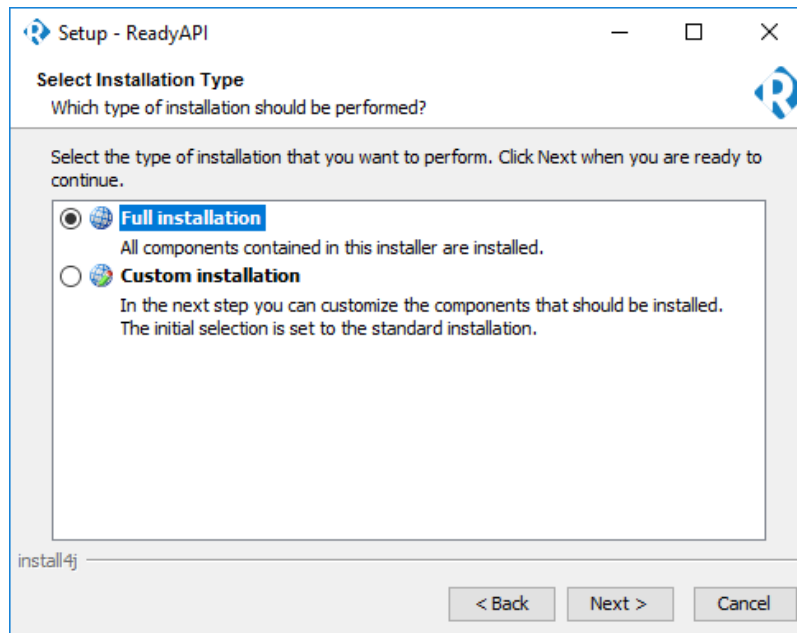 Setup - ReadyAPI
Select Installation Type
Which type of installation should be performed?
Select the type of installation that you want to perform. Click Next when you are ready to
continue.
Full installation
All components contained in this installer are installed.
Custom installation
In the next step you can customize the components that should be installed.
The initial selection is set to the standard installation.
install4j
< Back Next > Cancel